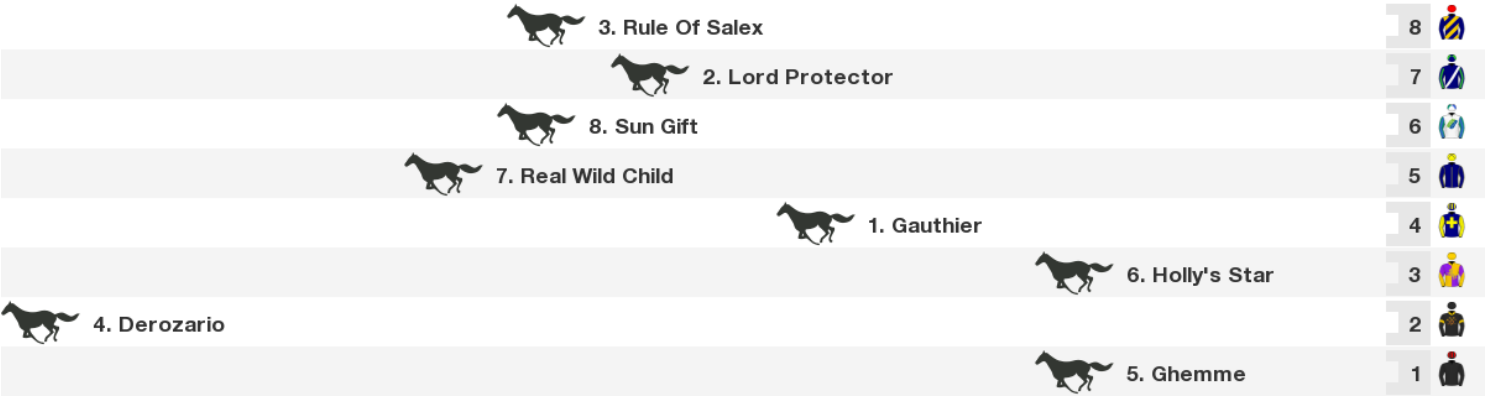 3. Rule Of Salex 8
2. Lord Protector 7
8. Sun Gift 6
7. Real Wild Child 5
1. Gauthier 4
6. Holly's Star 3
4. Derozario 2
5. Ghemme 1